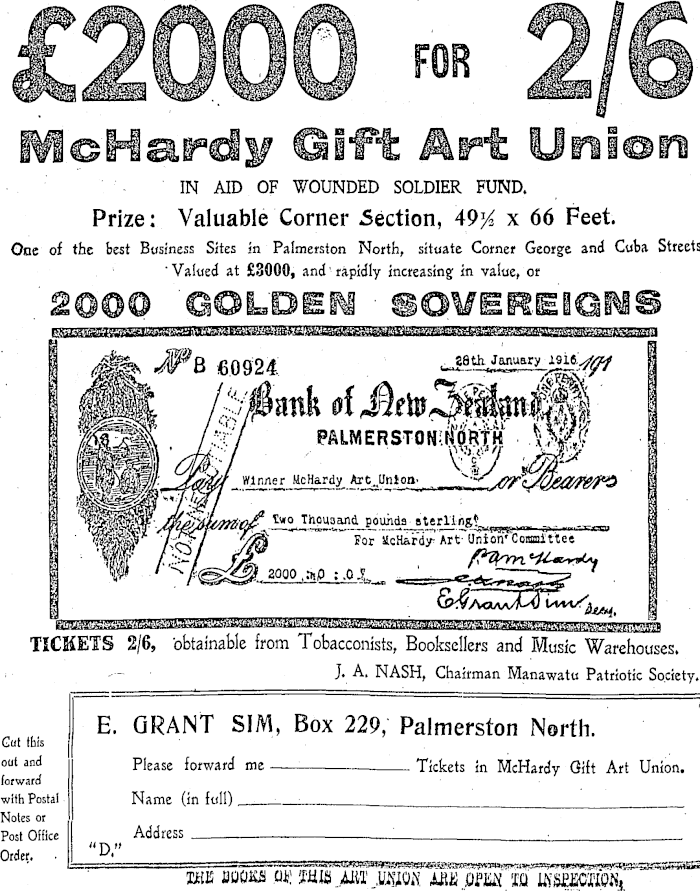 £2000 FOR 2/6
McHardy Gift Art Union
IN AID OF WOUNDED SOLDIER FUND.
Prize: Valuable Corner Section, 49½ x 66 Feet.
One of the best Business Sites in Palmerston North, situate Corner George and Cuba Streets
Valued at £3000, and rapidly increasing in value, or
2000 GOLDEN SOVEREIGNS
No B 60924
28th January 1916 191
Bank of New Zealand
PALMERSTON NORTH
NOT NEGOTIABLE
Pay Winner McHardy Art Union or Bearers
the sum of Two Thousand pounds sterling
For McHardy Art Union Committee
£ 2000
E. Grant Sim, Secy.
TICKETS 2/6, obtainable from Tobacconists, Booksellers and Music Warehouses.
J. A. NASH, Chairman Manawatu Patriotic Society.
Cut this
out and
forward
with Postal
Notes or
Post Office
Order.
E. GRANT SIM, Box 229, Palmerston North.
Please forward me Tickets in McHardy Gift Art Union.
Name (in full)
Address
"D."
THE BOOKS OF THIS ART UNION ARE OPEN TO INSPECTION,